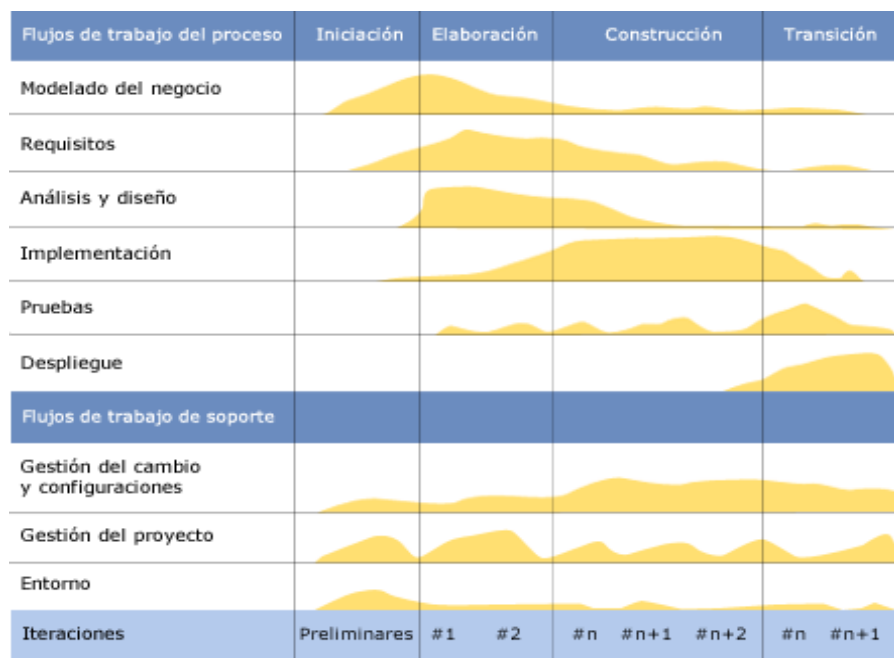 Flujos de trabajo del proceso Iniciación Elaboración Construcción Transición
Modelado del negocio
Requisitos
Análisis y diseño
Implementación
Pruebas
Despliegue
Flujos de trabajo de soporte
Gestión del cambio
y configuraciones
Gestión del proyecto
Entorno
Iteraciones Preliminares #1 #2 #n #n+1 #n+2 #n #n+1